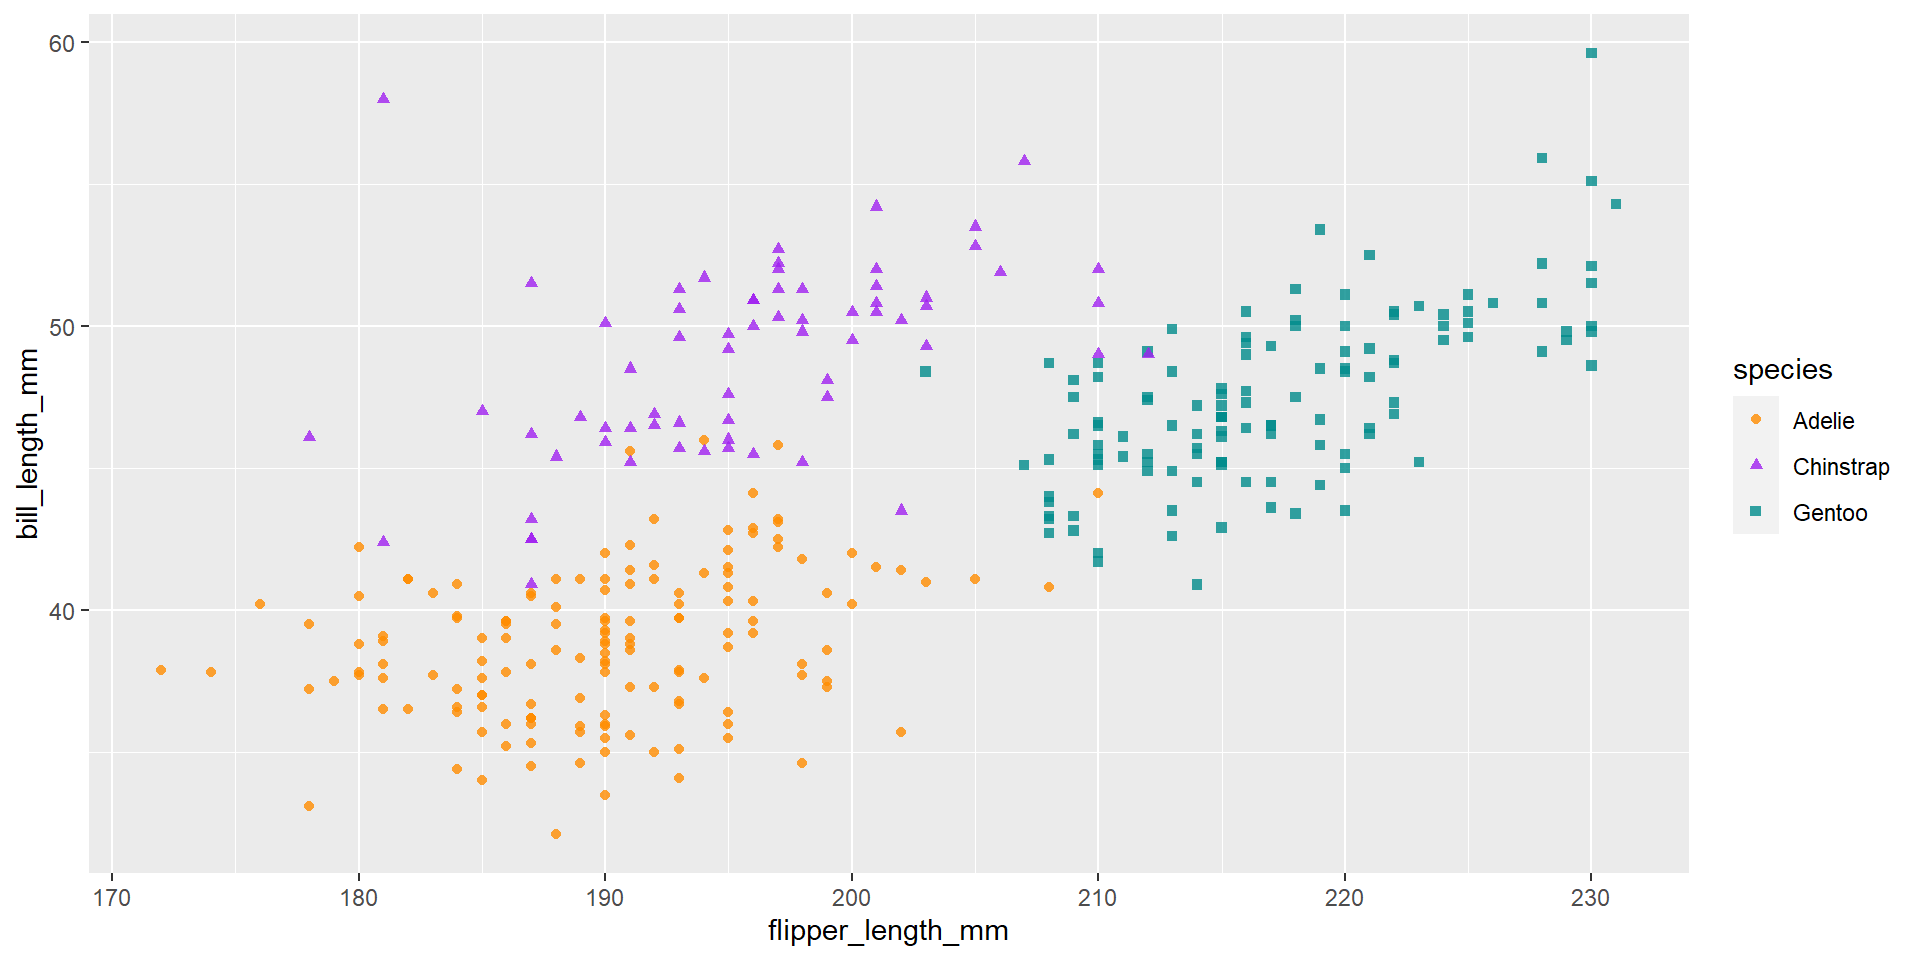 60
50
40
bill_length_mm
170 180 190 200 210 220 230
flipper_length_mm
species
Adelie
Chinstrap
Gentoo